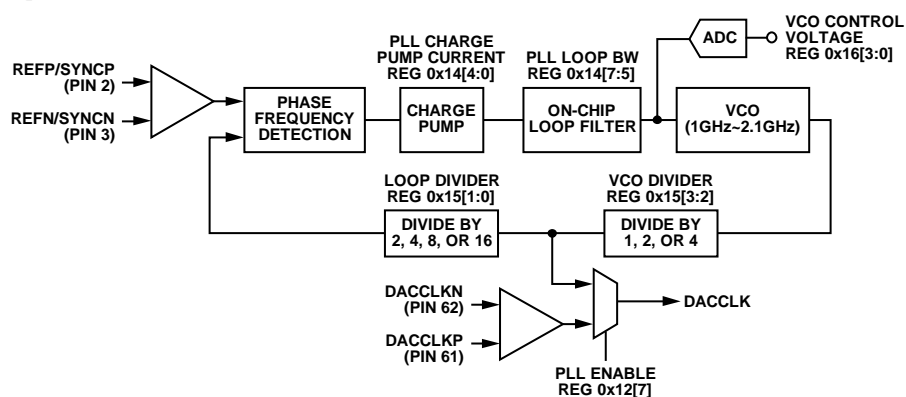 PLL CHARGE
PUMP CURRENT
REG 0x14[4:0]
PLL LOOP BW
REG 0x14[7:5]
ADC
VCO CONTROL
VOLTAGE
REG 0x16[3:0]
REFP/SYNCP
(PIN 2)
REFN/SYNCN
(PIN 3)
PHASE
FREQUENCY
DETECTION
CHARGE
PUMP
ON-CHIP
LOOP FILTER
VCO
(1GHz~2.1GHz)
LOOP DIVIDER
REG 0x15[1:0]
VCO DIVIDER
REG 0x15[3:2]
DIVIDE BY
2, 4, 8, OR 16
DIVIDE BY
1, 2, OR 4
DACCLKN
(PIN 62)
DACCLKP
(PIN 61)
DACCLK
PLL ENABLE
REG 0x12[7]